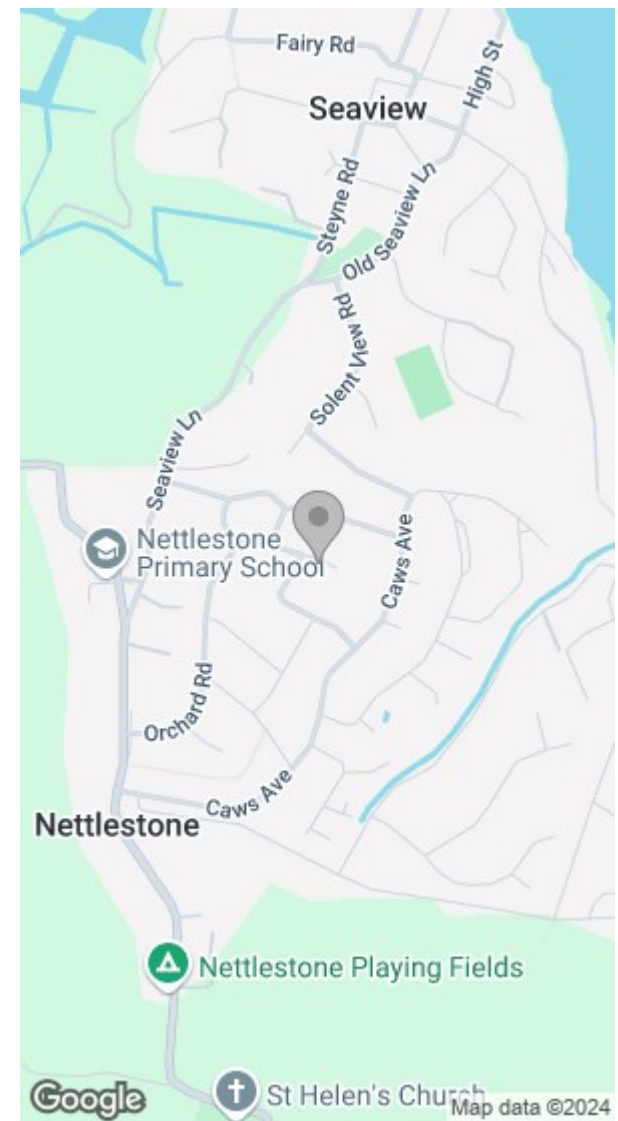 Fairy Rd
High St
Seaview
Steyne Rd
Old Seaview Ln
Solent View Rd
Seaview Ln
Nettlestone
Primary School
Caws Ave
Orchard Rd
Caws Ave
Nettlestone
Nettlestone Playing Fields
St Helen's Church
Google
Map data ©2024